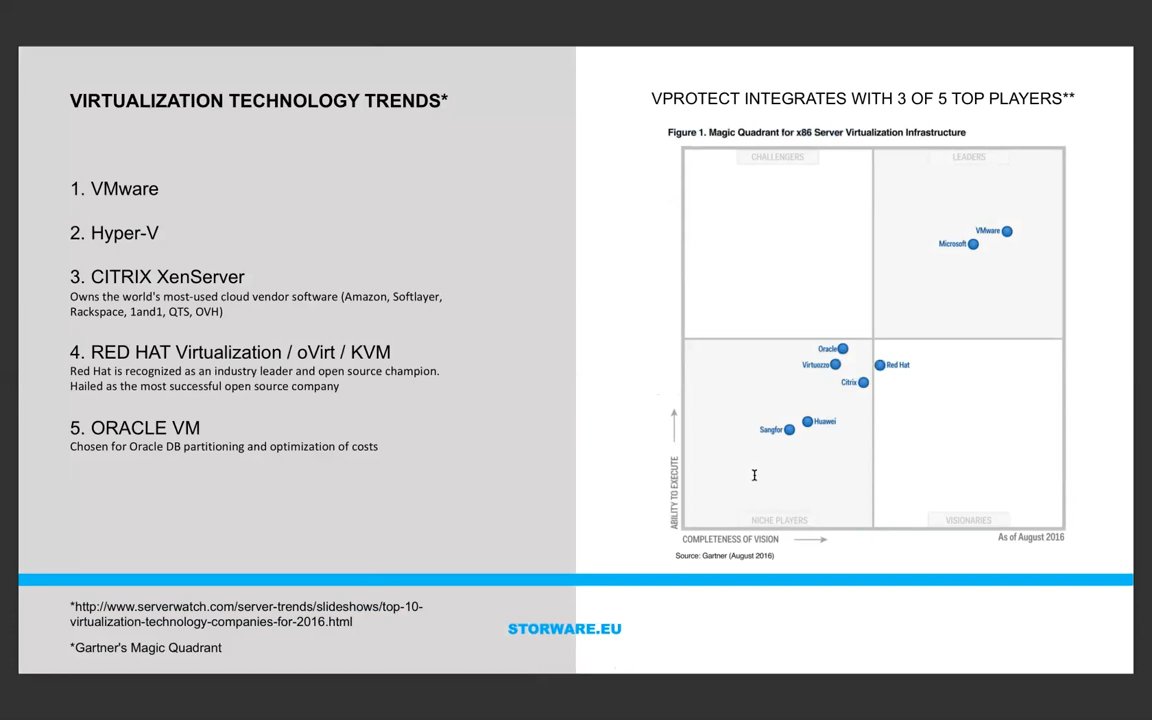 VIRTUALIZATION TECHNOLOGY TRENDS*
1. VMware
2. Hyper-V
3. CITRIX XenServer
Owns the world's most-used cloud vendor software (Amazon, Softlayer,
Rackspace, 1and1, QTS, OVH)
4. RED HAT Virtualization / oVirt / KVM
Red Hat is recognized as an industry leader and open source champion.
Hailed as the most successful open source company
5. ORACLE VM
Chosen for Oracle DB partitioning and optimization of costs
VPROTECT INTEGRATES WITH 3 OF 5 TOP PLAYERS**
Figure 1. Magic Quadrant for x86 Server Virtualization Infrastructure
CHALLENGERS
LEADERS
VMware
Microsoft
Oracle
Virtuozzo
Red Hat
Citrix
Huawei
Sangfor
ABILITY TO EXECUTE
NICHE PLAYERS
VISIONARIES
COMPLETENESS OF VISION
As of August 2016
Source: Gartner (August 2016)
*http://www.serverwatch.com/server-trends/slideshows/top-10-
virtualization-technology-companies-for-2016.html
*Gartner's Magic Quadrant
STORWARE.EU